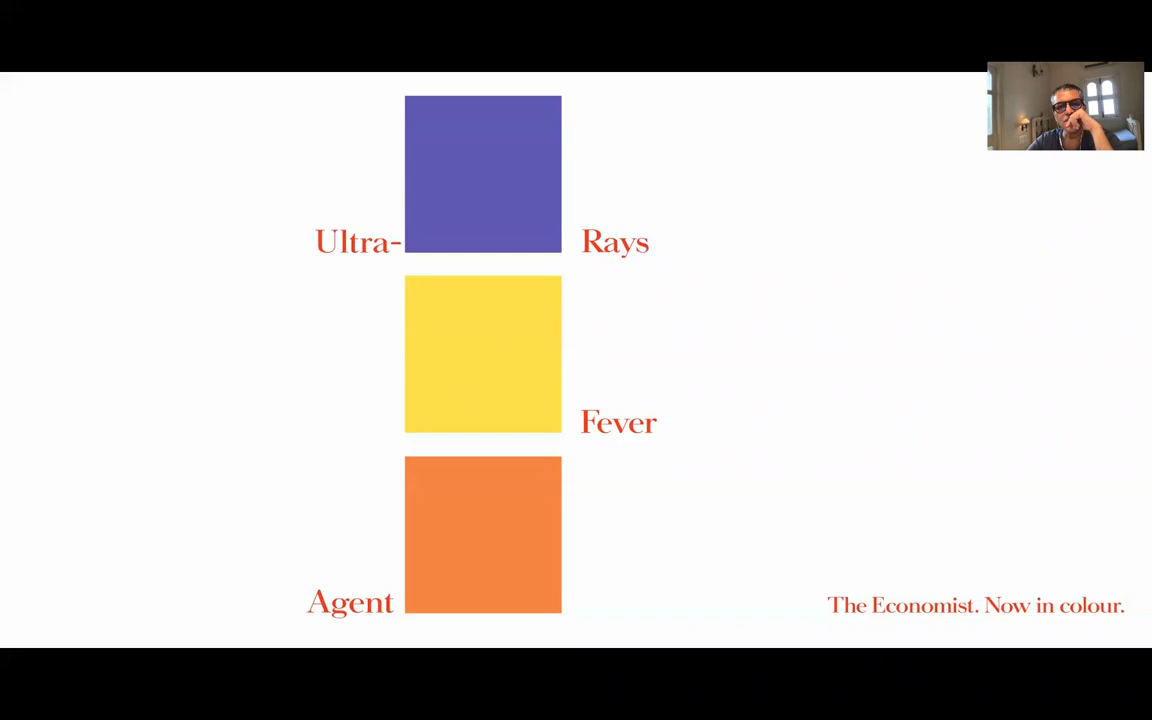 Ultra- Rays
Fever
Agent
The Economist. Now in colour.